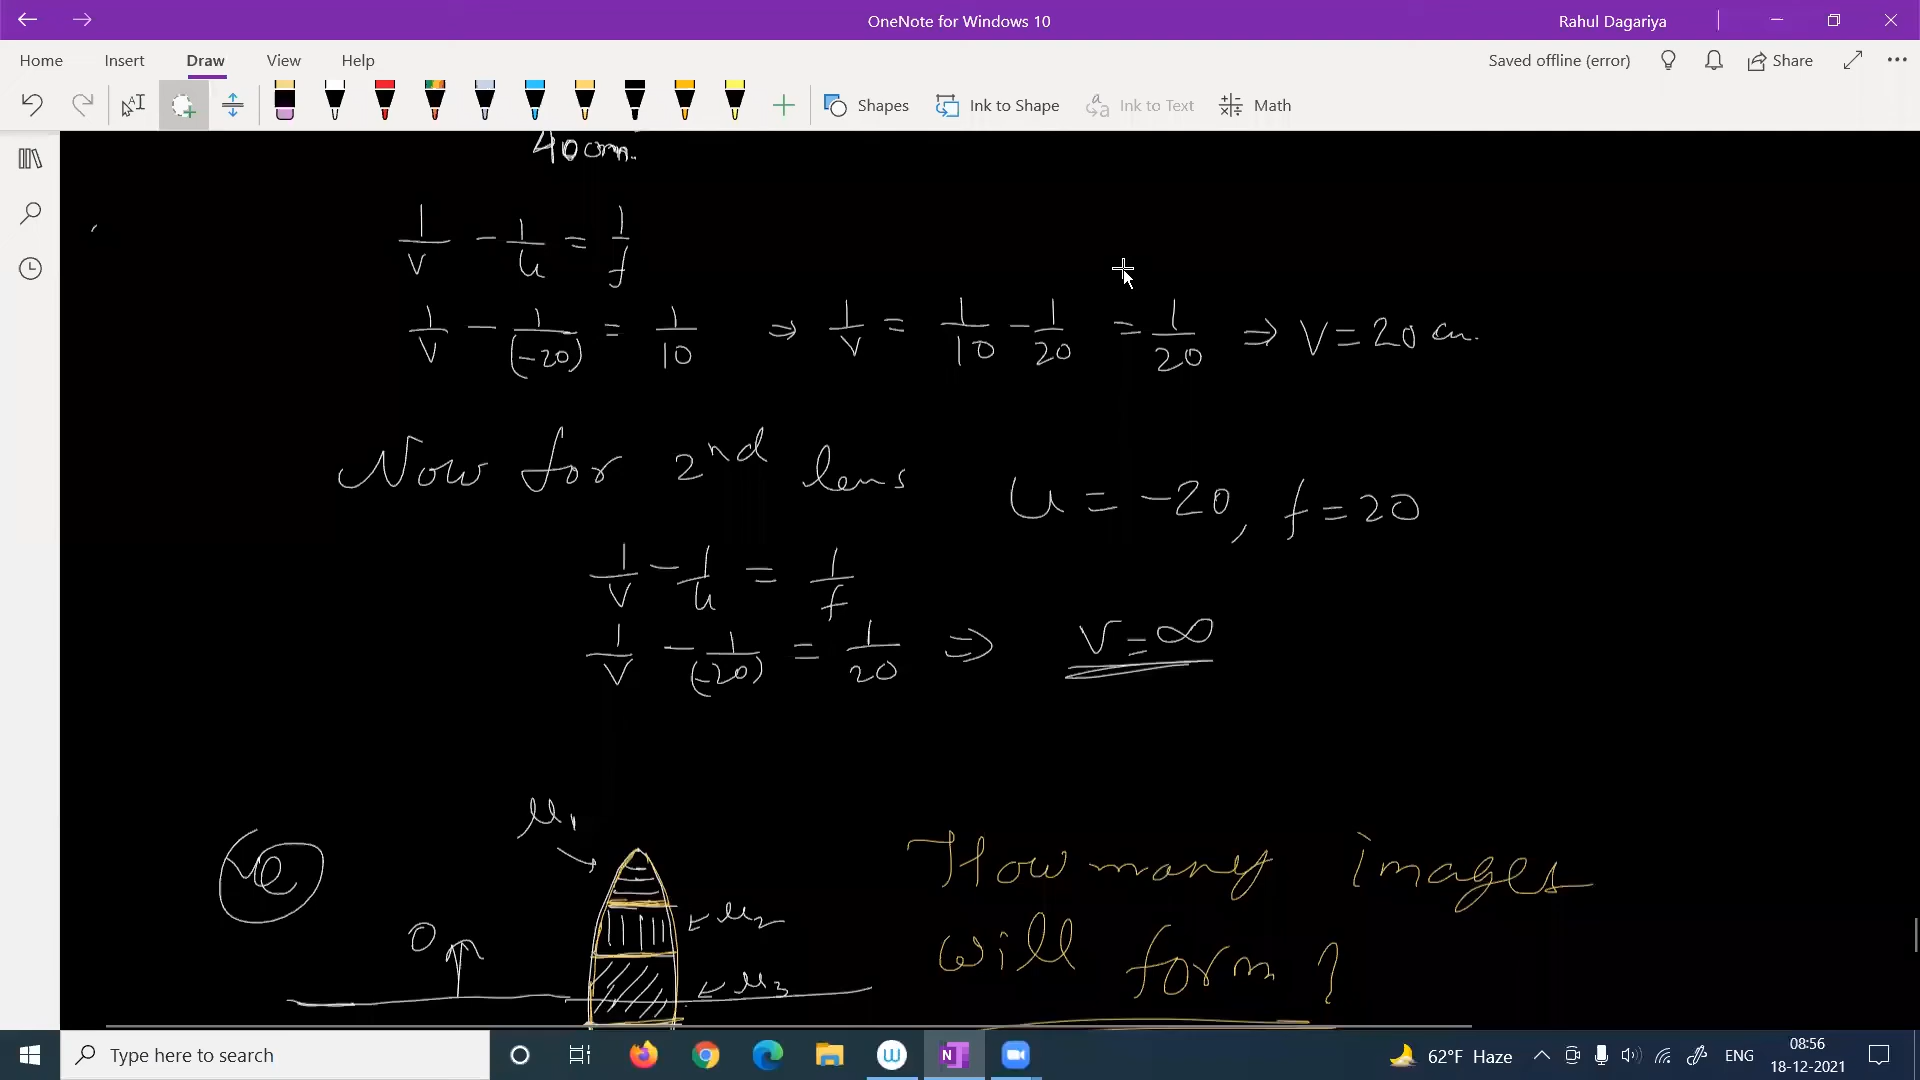 OneNote for Windows 10
Rahul Dagariya
Home Insert Draw View Help
Saved offline (error) Share
Shapes Ink to Shape Ink to Text Math
40cm.
1/v - 1/u = 1/f
1/v - 1/(-20) = 1/10 ⇒ 1/v = 1/10 - 1/20 = 1/20 ⇒ V = 20 cm.
Now for 2nd lens u = -20, f = 20
1/v - 1/u = 1/f
1/v - 1/(-20) = 1/20 ⇒ v = ∞
μ1
How many images
μ2
O
will form?
μ3
Type here to search
62°F Haze
ENG
08:56
18-12-2021